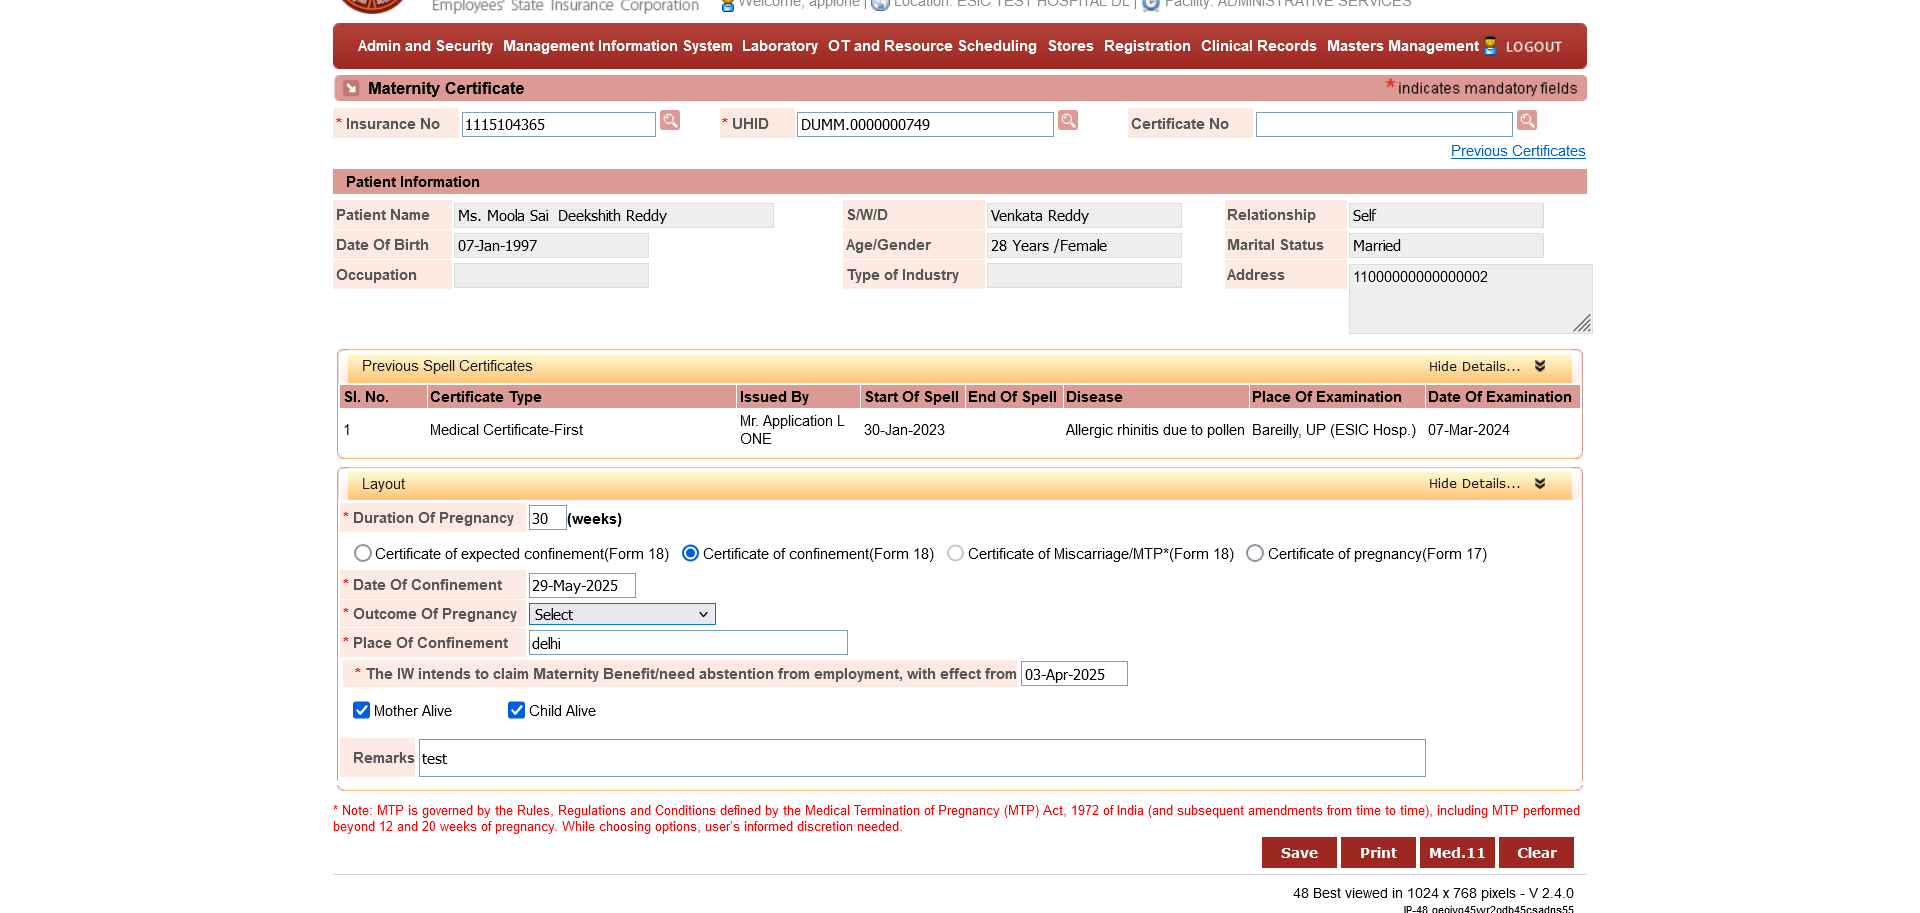 Employees' State Insurance Corporation Welcome, appione | Location: ESIC TEST HOSPITAL DL | Facility: ADMINISTRATIVE SERVICES
Admin and Security Management Information System Laboratory OT and Resource Scheduling Stores Registration Clinical Records Masters Management LOGOUT
Maternity Certificate * indicates mandatory fields
* Insurance No 1115104365 * UHID DUMM.0000000749 Certificate No
Previous Certificates
Patient Information
Patient Name Ms. Moola Sai Deekshith Reddy S/W/D Venkata Reddy Relationship Self
Date Of Birth 07-Jan-1997 Age/Gender 28 Years /Female Marital Status Married
Occupation Type of Industry Address 11000000000000002
Previous Spell Certificates Hide Details...
Sl. No. Certificate Type Issued By Start Of Spell End Of Spell Disease Place Of Examination Date Of Examination
1 Medical Certificate-First Mr. Application L ONE 30-Jan-2023 Allergic rhinitis due to pollen Bareilly, UP (ESIC Hosp.) 07-Mar-2024
Layout Hide Details...
* Duration Of Pregnancy 30 (weeks)
Certificate of expected confinement(Form 18) Certificate of confinement(Form 18) Certificate of Miscarriage/MTP*(Form 18) Certificate of pregnancy(Form 17)
* Date Of Confinement 29-May-2025
* Outcome Of Pregnancy Select
* Place Of Confinement delhi
* The IW intends to claim Maternity Benefit/need abstention from employment, with effect from 03-Apr-2025
Mother Alive Child Alive
Remarks test
* Note: MTP is governed by the Rules, Regulations and Conditions defined by the Medical Termination of Pregnancy (MTP) Act, 1972 of India (and subsequent amendments from time to time), including MTP performed
beyond 12 and 20 weeks of pregnancy. While choosing options, user's informed discretion needed.
Save Print Med.11 Clear
48 Best viewed in 1024 x 768 pixels - V 2.4.0